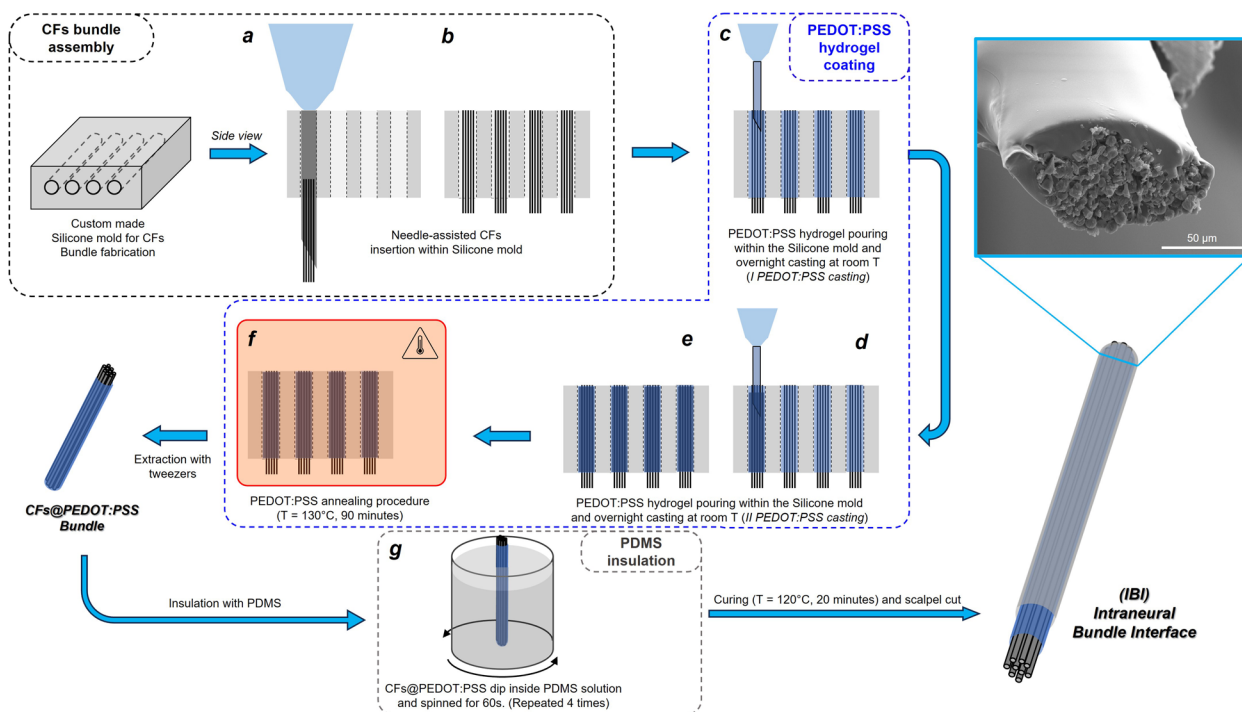 CFs bundle
assembly
a
b
Side view
Custom made
Silicone mold for CFs
Bundle fabrication
Needle-assisted CFs
insertion within Silicone mold
c
PEDOT:PSS
hydrogel
coating
PEDOT:PSS hydrogel pouring
within the Silicone mold and
overnight casting at room T
(I PEDOT:PSS casting)
50 µm
f
e
d
PEDOT:PSS annealing procedure
(T = 130°C, 90 minutes)
PEDOT:PSS hydrogel pouring within the Silicone mold
and overnight casting at room T (II PEDOT:PSS casting)
Extraction with
tweezers
CFs@PEDOT:PSS
Bundle
Insulation with PDMS
g
PDMS
insulation
CFs@PEDOT:PSS dip inside PDMS solution
and spinned for 60s. (Repeated 4 times)
Curing (T = 120°C, 20 minutes) and scalpel cut
(IBI)
Intraneural
Bundle Interface